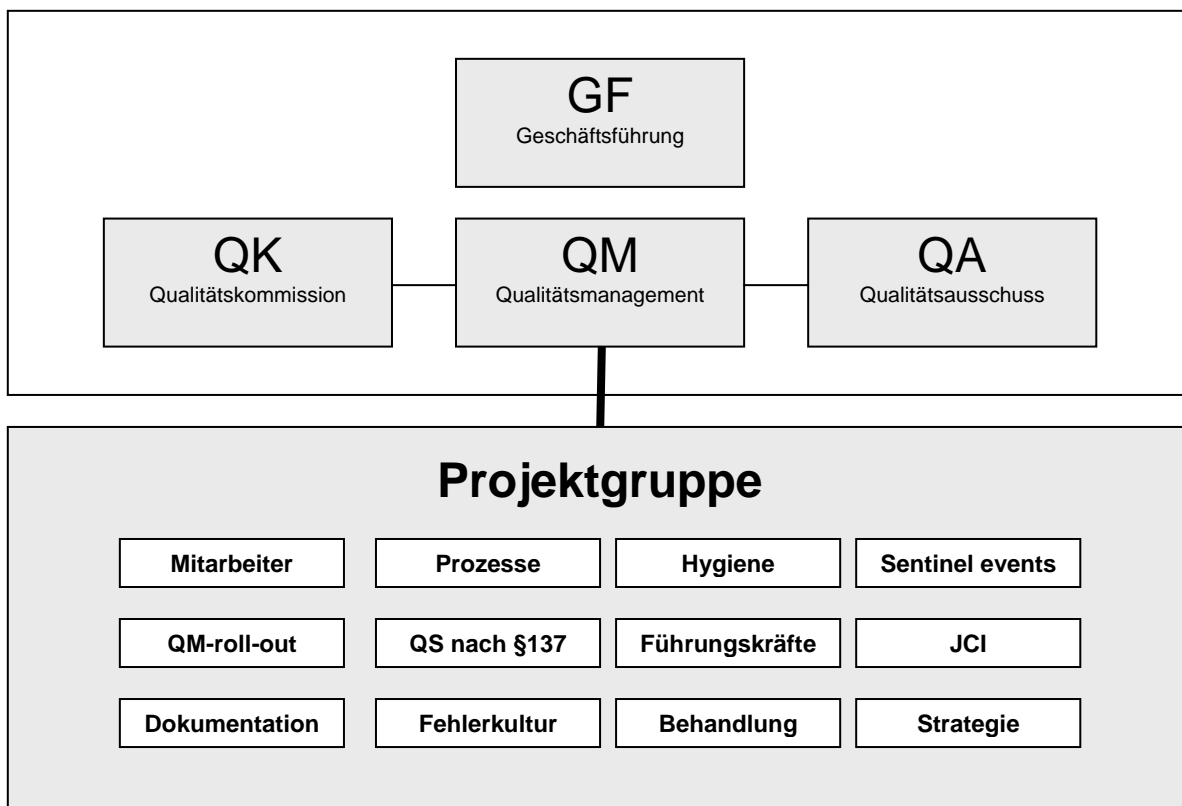 GF
Geschäftsführung
QK
Qualitätskommission
QM
Qualitätsmanagement
QA
Qualitätsausschuss
Projektgruppe
Mitarbeiter
Prozesse
Hygiene
Sentinel events
QM-roll-out
QS nach §137
Führungskräfte
JCI
Dokumentation
Fehlerkultur
Behandlung
Strategie